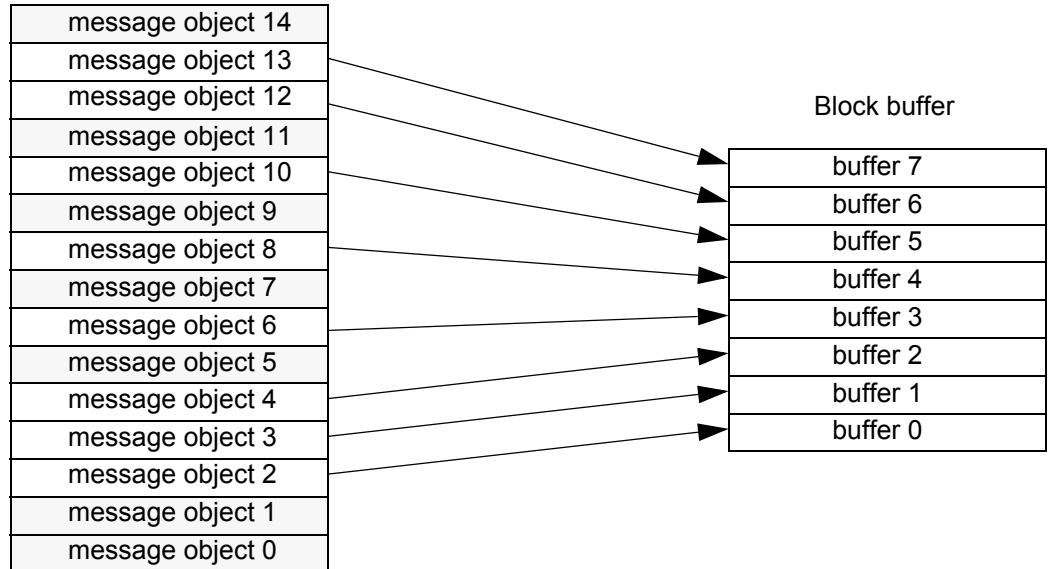 message object 14
message object 13
message object 12
message object 11
message object 10
message object 9
message object 8
message object 7
message object 6
message object 5
message object 4
message object 3
message object 2
message object 1
message object 0
Block buffer
buffer 7
buffer 6
buffer 5
buffer 4
buffer 3
buffer 2
buffer 1
buffer 0